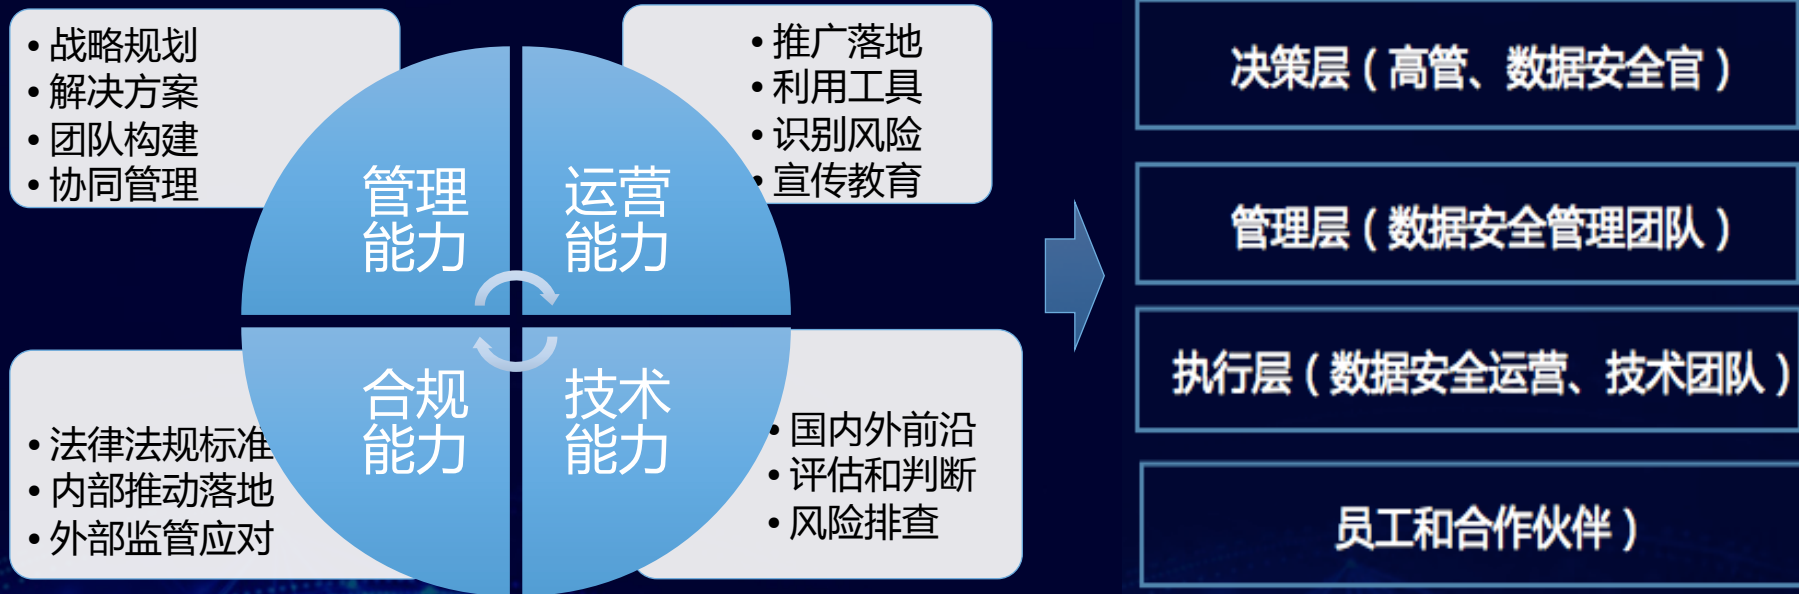 • 战略规划
• 解决方案
• 团队构建
• 协同管理
• 推广落地
• 利用工具
• 识别风险
• 宣传教育
管理
能力
运营
能力
合规
能力
技术
能力
• 法律法规标准
• 内部推动落地
• 外部监管应对
• 国内外前沿
• 评估和判断
• 风险排查
决策层（高管、数据安全官）
管理层（数据安全管理团队）
执行层（数据安全运营、技术团队）
员工和合作伙伴）